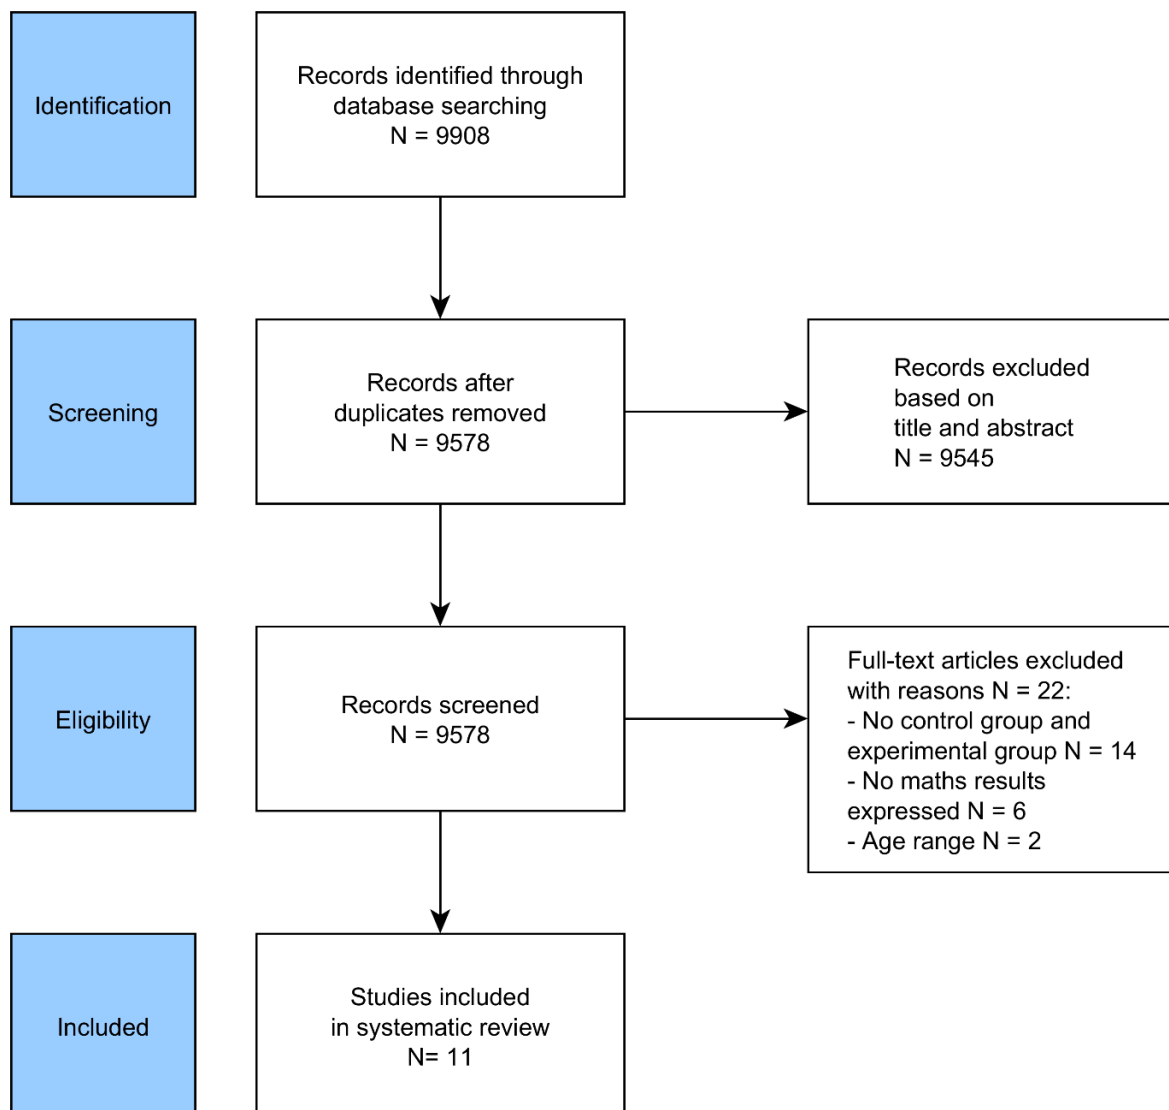 Identification
Records identified through
database searching
N = 9908
Screening
Records after
duplicates removed
N = 9578
Records excluded
based on
title and abstract
N = 9545
Eligibility
Records screened
N = 9578
Full-text articles excluded
with reasons N = 22:
- No control group and
experimental group N = 14
- No maths results
expressed N = 6
- Age range N = 2
Included
Studies included
in systematic review
N= 11